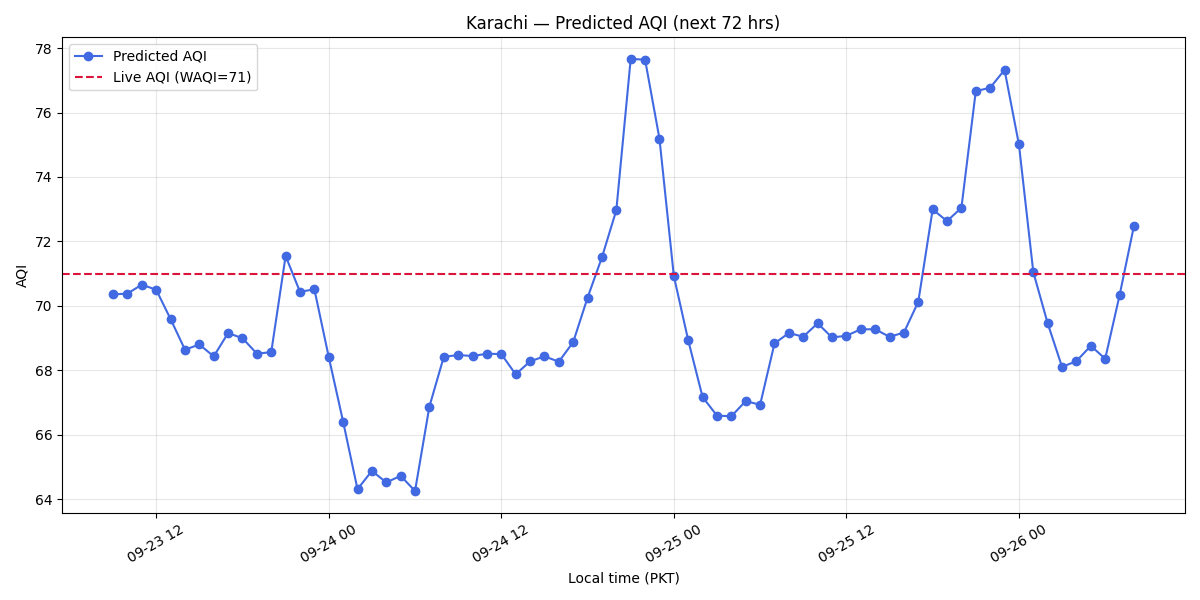 Karachi — Predicted AQI (next 72 hrs)
Predicted AQI
Live AQI (WAQI=71)
AQI
78
76
74
72
70
68
66
64
09-23 12
09-24 00
09-24 12
09-25 00
09-25 12
09-26 00
Local time (PKT)